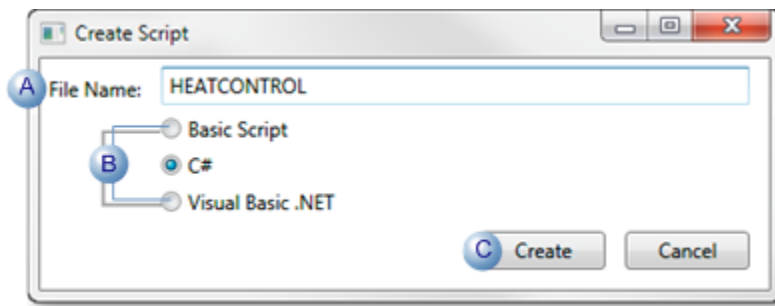 Create Script
A File Name: HEATCONTROL
Basic Script
B
C#
Visual Basic .NET
C Create Cancel